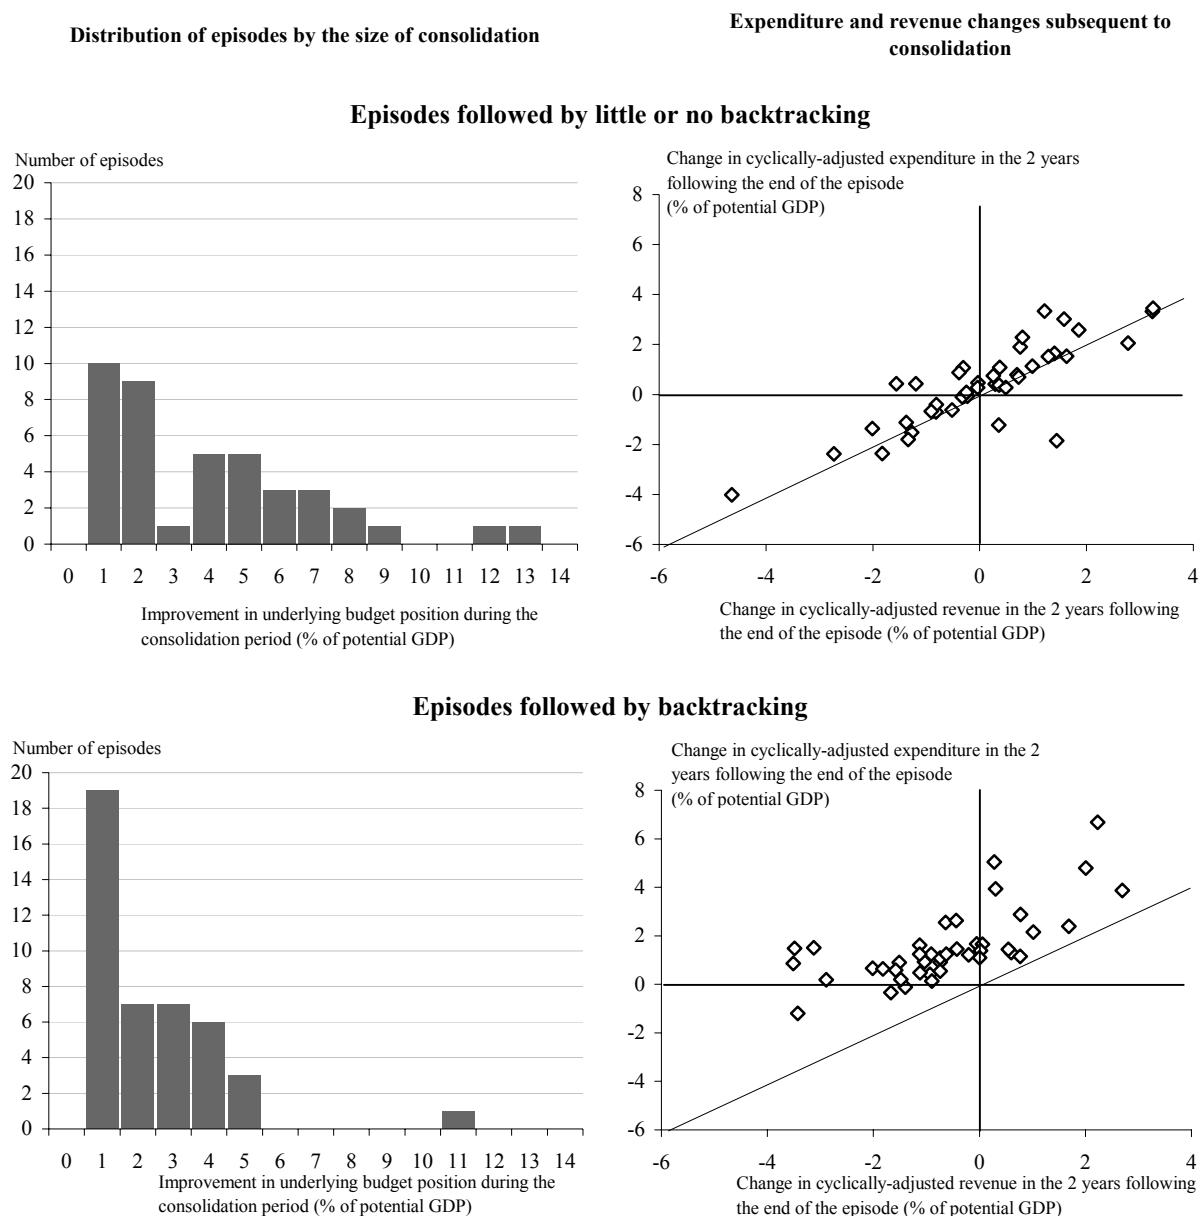 Distribution of episodes by the size of consolidation
Expenditure and revenue changes subsequent to
consolidation
Episodes followed by little or no backtracking
Number of episodes
20
18
16
14
12
10
8
6
4
2
0
0 1 2 3 4 5 6 7 8 9 10 11 12 13 14
Improvement in underlying budget position during the
consolidation period (% of potential GDP)
Change in cyclically-adjusted expenditure in the 2 years
following the end of the episode
(% of potential GDP)
8
6
4
2
0
-2
-4
-6
-6 -4 -2 0 2 4
Change in cyclically-adjusted revenue in the 2 years following
the end of the episode (% of potential GDP)
Episodes followed by backtracking
Number of episodes
20
18
16
14
12
10
8
6
4
2
0
0 1 2 3 4 5 6 7 8 9 10 11 12 13 14
Improvement in underlying budget position during the
consolidation period (% of potential GDP)
Change in cyclically-adjusted expenditure in the 2
years following the end of the episode
(% of potential GDP)
8
6
4
2
0
-2
-4
-6
-6 -4 -2 0 2 4
Change in cyclically-adjusted revenue in the 2 years following
the end of the episode (% of potential GDP)